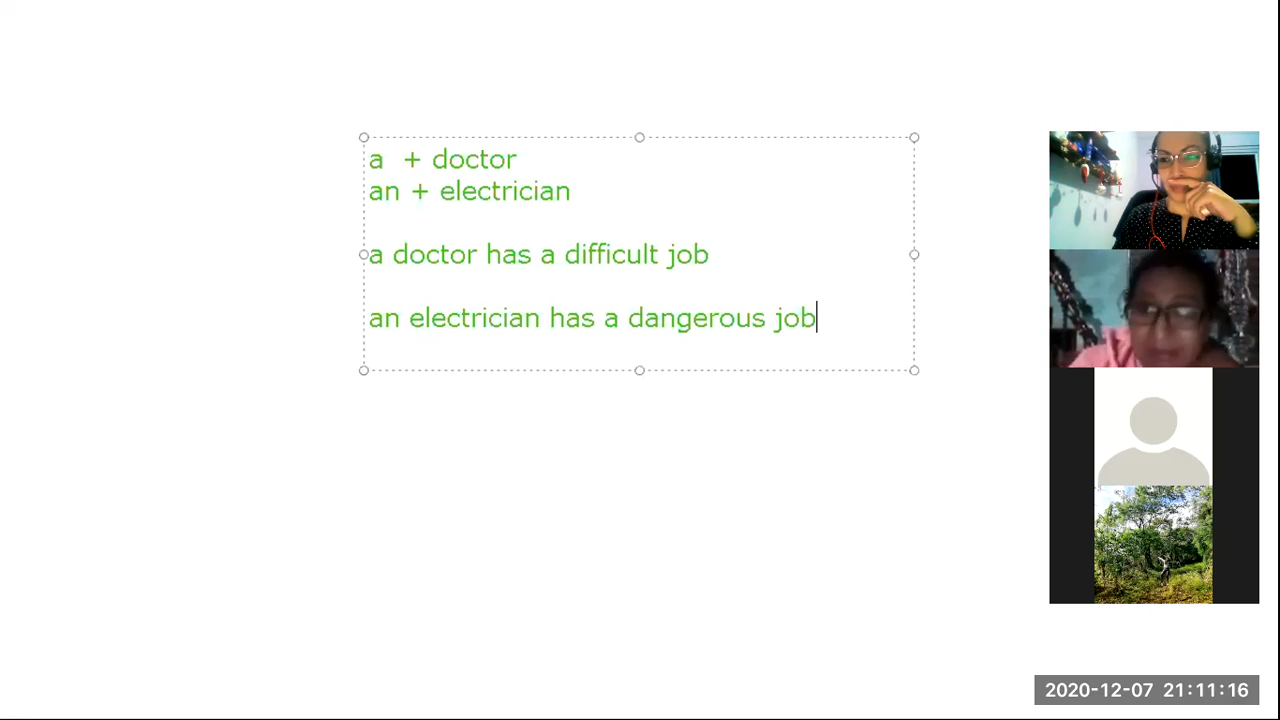 a + doctor
an + electrician
a doctor has a difficult job
an electrician has a dangerous job
2020-12-07 21:11:16